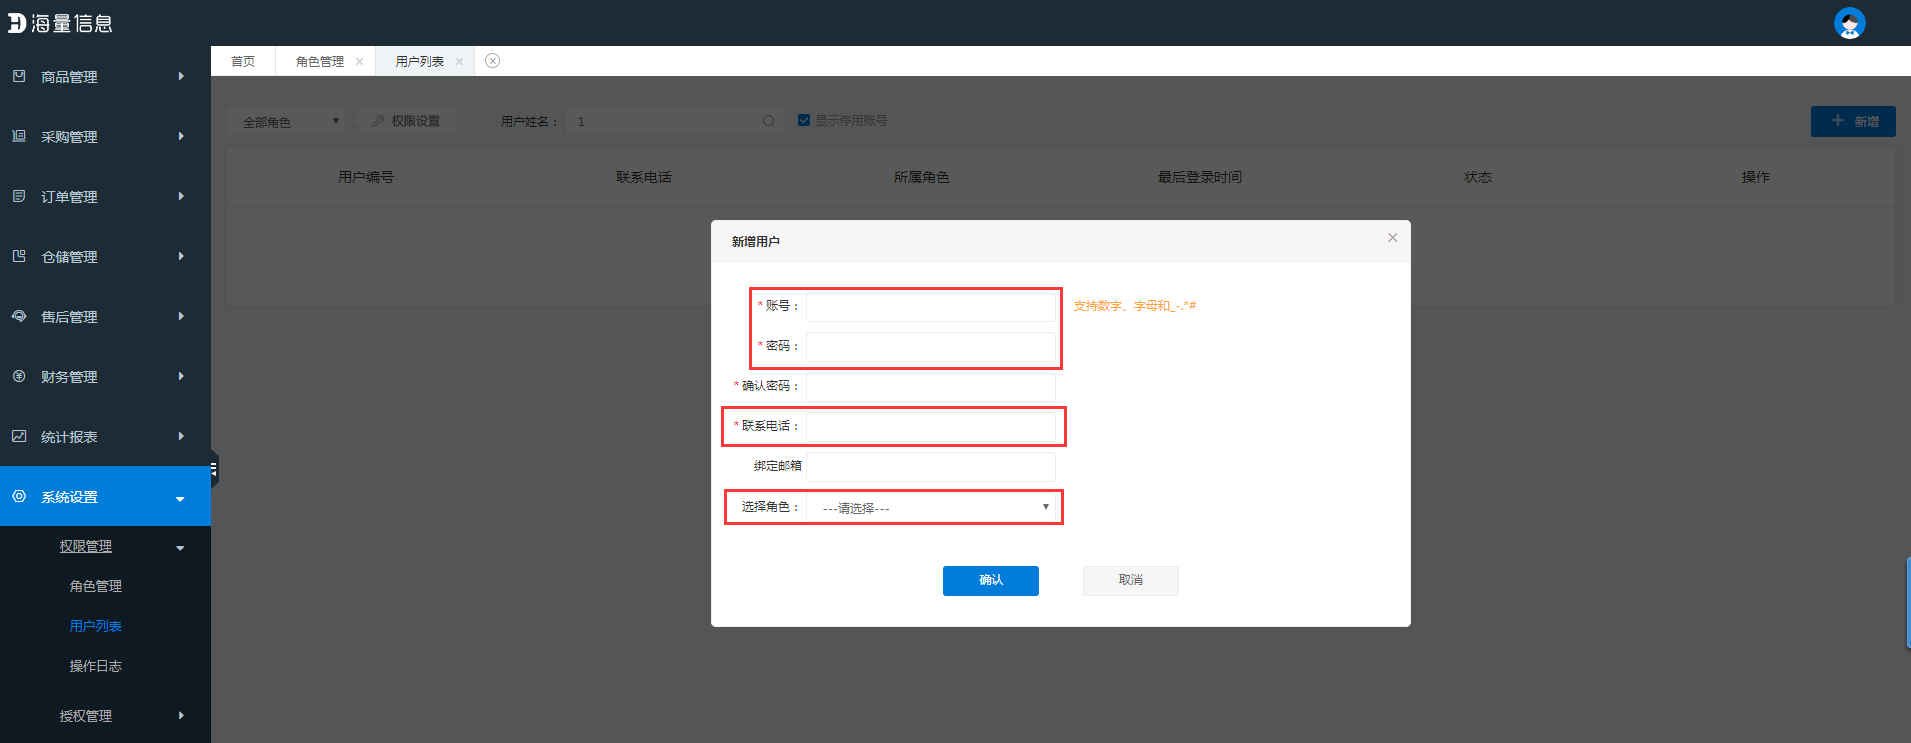 海量信息
商品管理
采购管理
订单管理
仓储管理
售后管理
财务管理
统计报表
系统设置
权限管理
角色管理
用户列表
操作日志
授权管理
首页 角色管理 用户列表
全部角色 权限设置 用户姓名： 1 显示停用账号 新增
用户编号 联系电话 所属角色 最后登录时间 状态 操作
新增用户
* 账号： 支持数字、字母和_-.*#
* 密码：
* 确认密码：
* 联系电话：
绑定邮箱
选择角色： ---请选择---
确认 取消